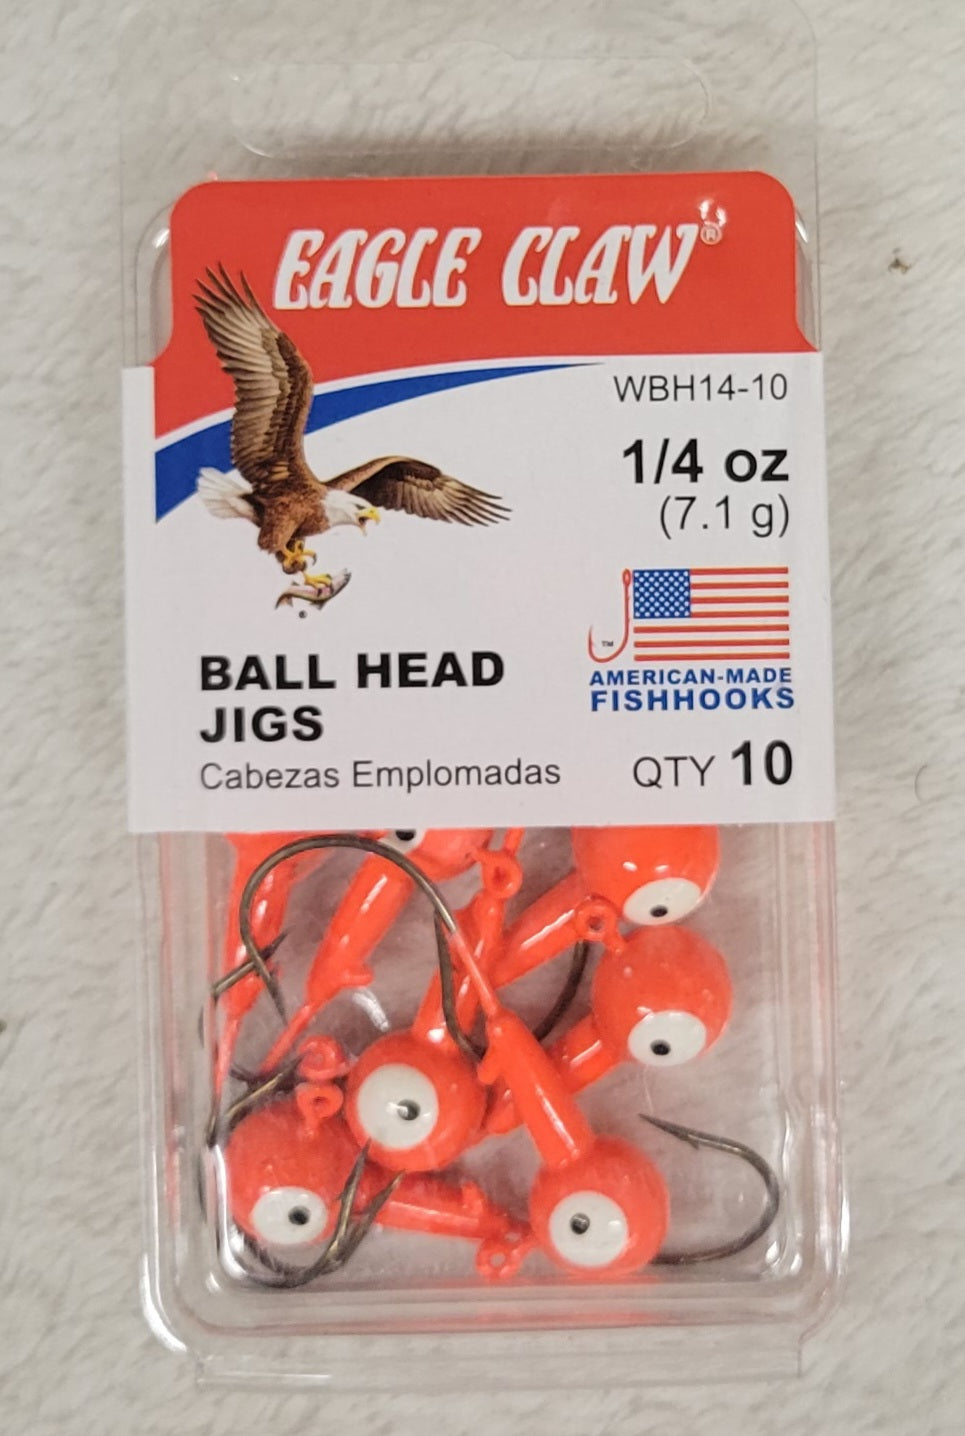 EAGLE CLAW®
WBH14-10
1/4 oz
(7.1 g)
®
TM
AMERICAN-MADE
FISHHOOKS
BALL HEAD
JIGS
Cabezas Emplomadas
QTY 10